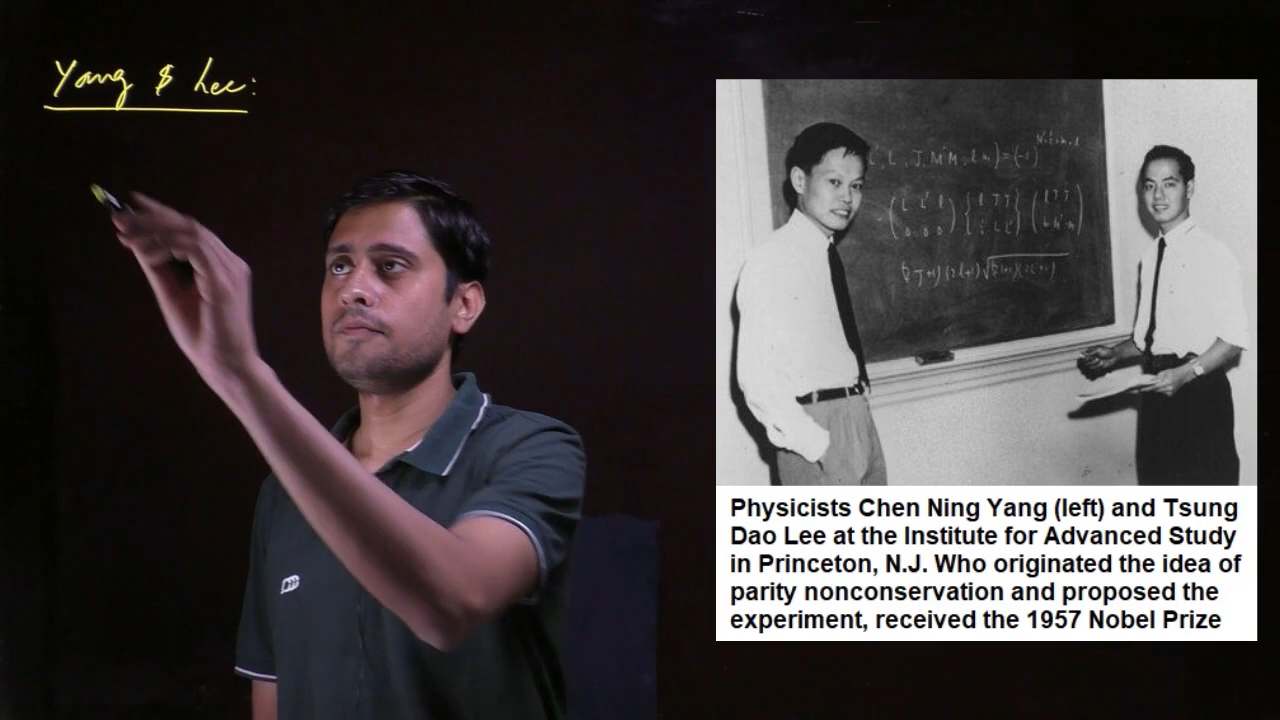 Yang & Lee:
Physicists Chen Ning Yang (left) and Tsung
Dao Lee at the Institute for Advanced Study
in Princeton, N.J. Who originated the idea of
parity nonconservation and proposed the
experiment, received the 1957 Nobel Prize